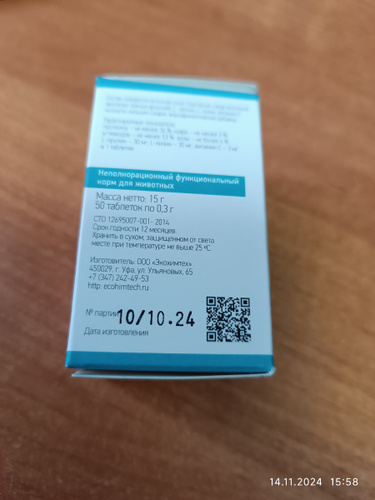 Неполнорационный функциональный
корм для животных
Масса нетто: 15 г
50 таблеток по 0,3 г
СТО 12695007-001- 2014
Срок годности 12 месяцев.
Хранить в сухом, защищенном от света
месте при температуре не выше 25 °С
Изготовитель: ООО «Экохимтех»
450029, г. Уфа, ул. Ульяновых, 65
+7 (347) 242-49-53
http: ecohimtech.ru
№ партии 10/10.24
Дата изготовления
14.11.2024 15:58